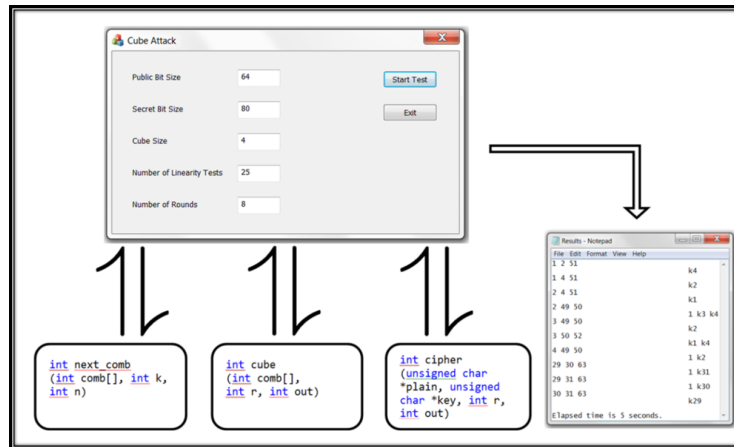 Cube Attack
Public Bit Size 64
Start Test
Secret Bit Size 80
Exit
Cube Size 4
Number of Linearity Tests 25
Number of Rounds 8
Results - Notepad
File Edit Format View Help
1 2 51
k4
1 4 51
k2
2 4 51
k1
2 49 50
1 k3 k4
3 49 50
k2
3 50 52
k1 k4
4 49 50
1 k2
29 30 63
1 k31
29 31 63
1 k30
30 31 63
k29
Elapsed time is 5 seconds.
int next_comb
(int comb[], int k,
int n)
int cube
(int comb[],
int r, int out)
int cipher
(unsigned char
*plain, unsigned
char *key, int r,
int out)